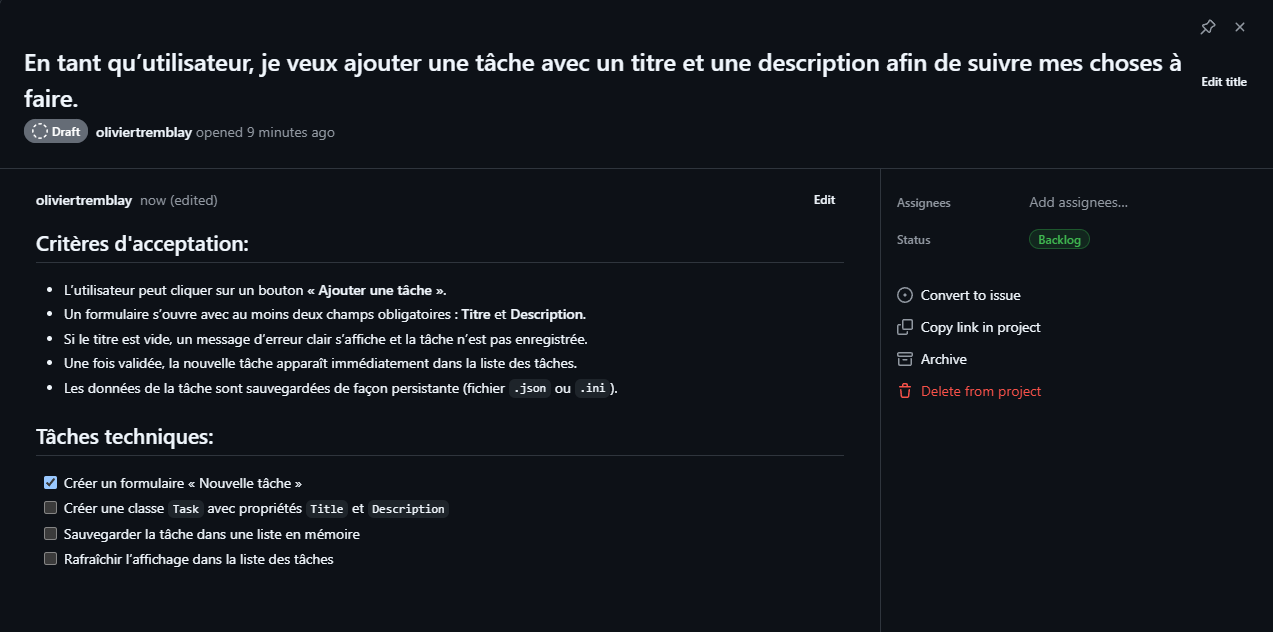 En tant qu’utilisateur, je veux ajouter une tâche avec un titre et une description afin de suivre mes choses à
faire.
Edit title
Draft oliviertremblay opened 9 minutes ago
oliviertremblay now (edited)
Edit
Critères d'acceptation:
• L’utilisateur peut cliquer sur un bouton « Ajouter une tâche ».
• Un formulaire s’ouvre avec au moins deux champs obligatoires : Titre et Description.
• Si le titre est vide, un message d’erreur clair s’affiche et la tâche n’est pas enregistrée.
• Une fois validée, la nouvelle tâche apparaît immédiatement dans la liste des tâches.
• Les données de la tâche sont sauvegardées de façon persistante (fichier .json ou .ini ).
Tâches techniques:
Créer un formulaire « Nouvelle tâche »
Créer une classe Task avec propriétés Title et Description
Sauvegarder la tâche dans une liste en mémoire
Rafraîchir l’affichage dans la liste des tâches
Assignees Add assignees...
Status Backlog
Convert to issue
Copy link in project
Archive
Delete from project